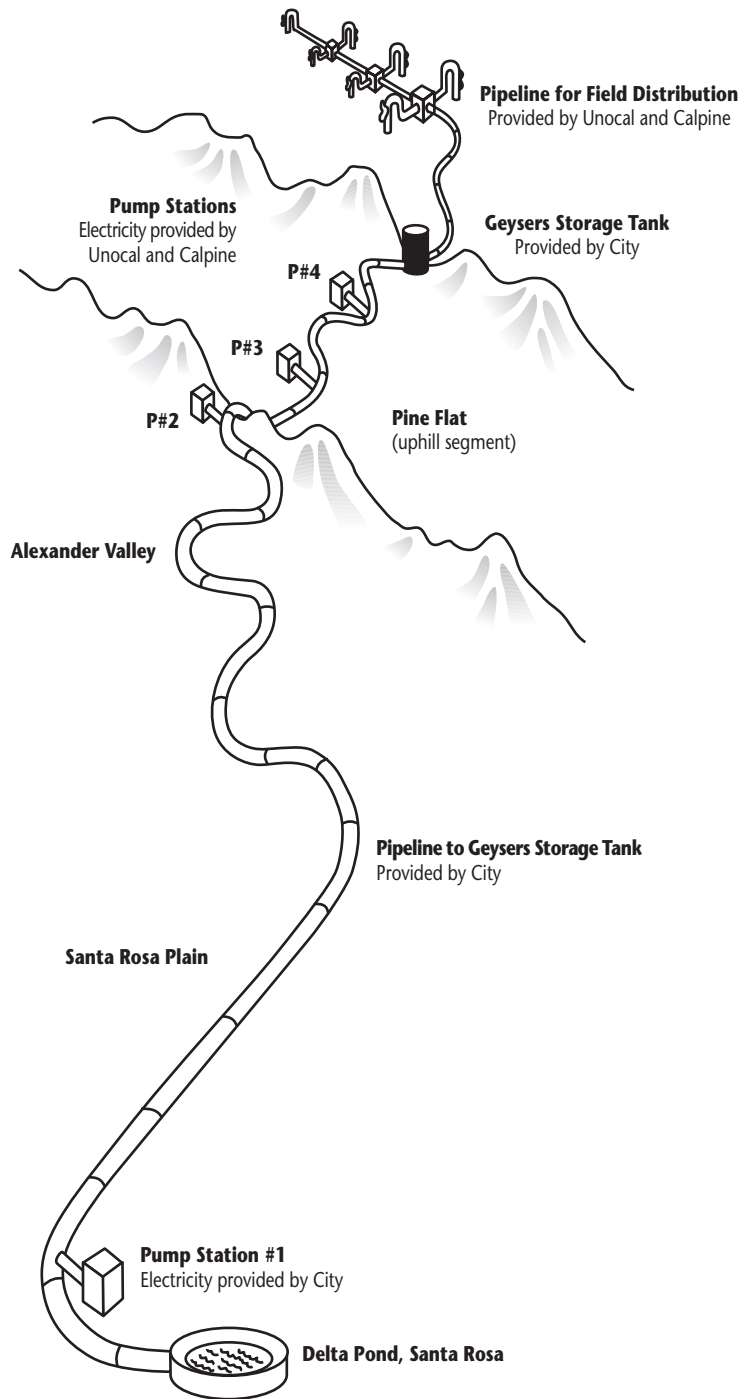 Pipeline for Field Distribution
Provided by Unocal and Calpine
Pump Stations
Electricity provided by
Unocal and Calpine
Geysers Storage Tank
Provided by City
P#4
P#3
P#2
Pine Flat
(uphill segment)
Alexander Valley
Pipeline to Geysers Storage Tank
Provided by City
Santa Rosa Plain
Pump Station #1
Electricity provided by City
Delta Pond, Santa Rosa